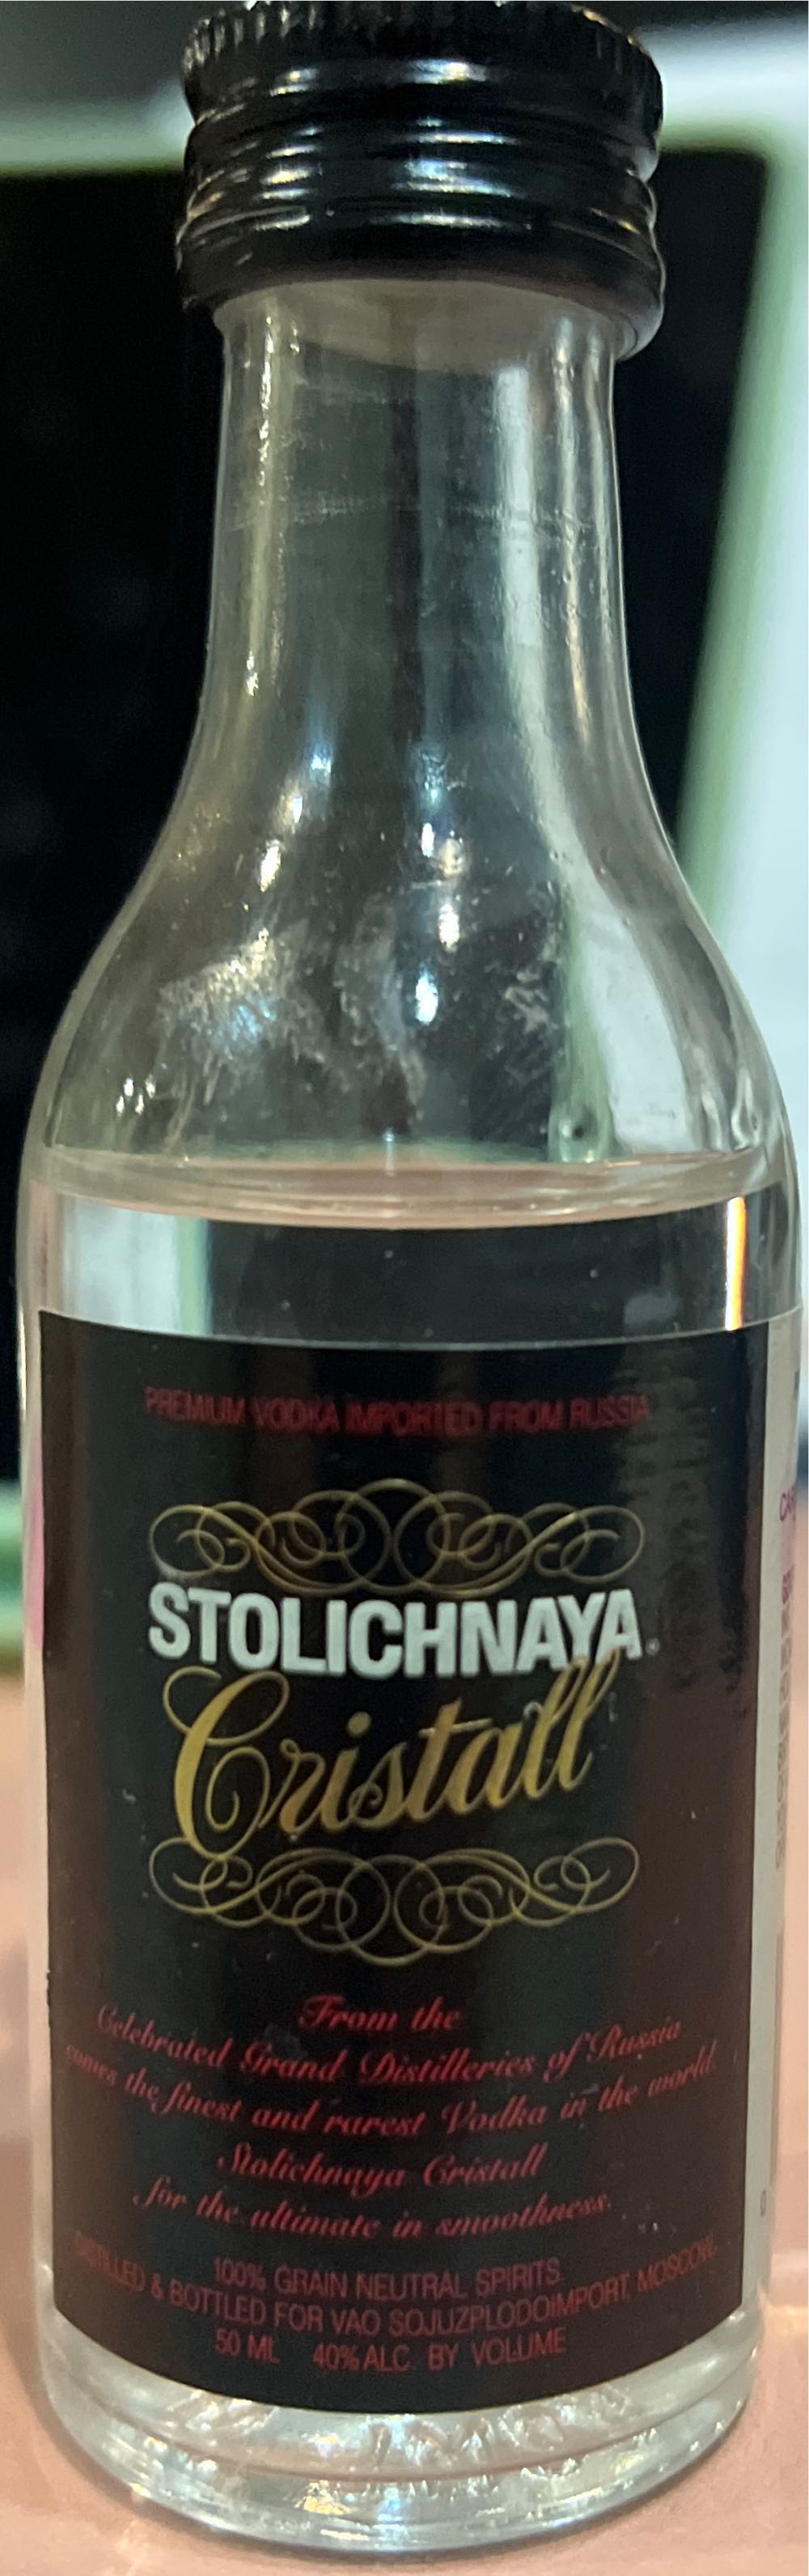 PREMIUM VODKA IMPORTED FROM RUSSIA
STOLICHNAYA®
Cristall
From the
Celebrated Grand Distilleries of Russia
comes the finest and rarest Vodka in the world.
Stolichnaya Cristall
for the ultimate in smoothness.
100% GRAIN NEUTRAL SPIRITS
DISTILLED & BOTTLED FOR VAO SOJUZPLODOIMPORT, MOSCOW.
50 ML 40% ALC. BY VOLUME